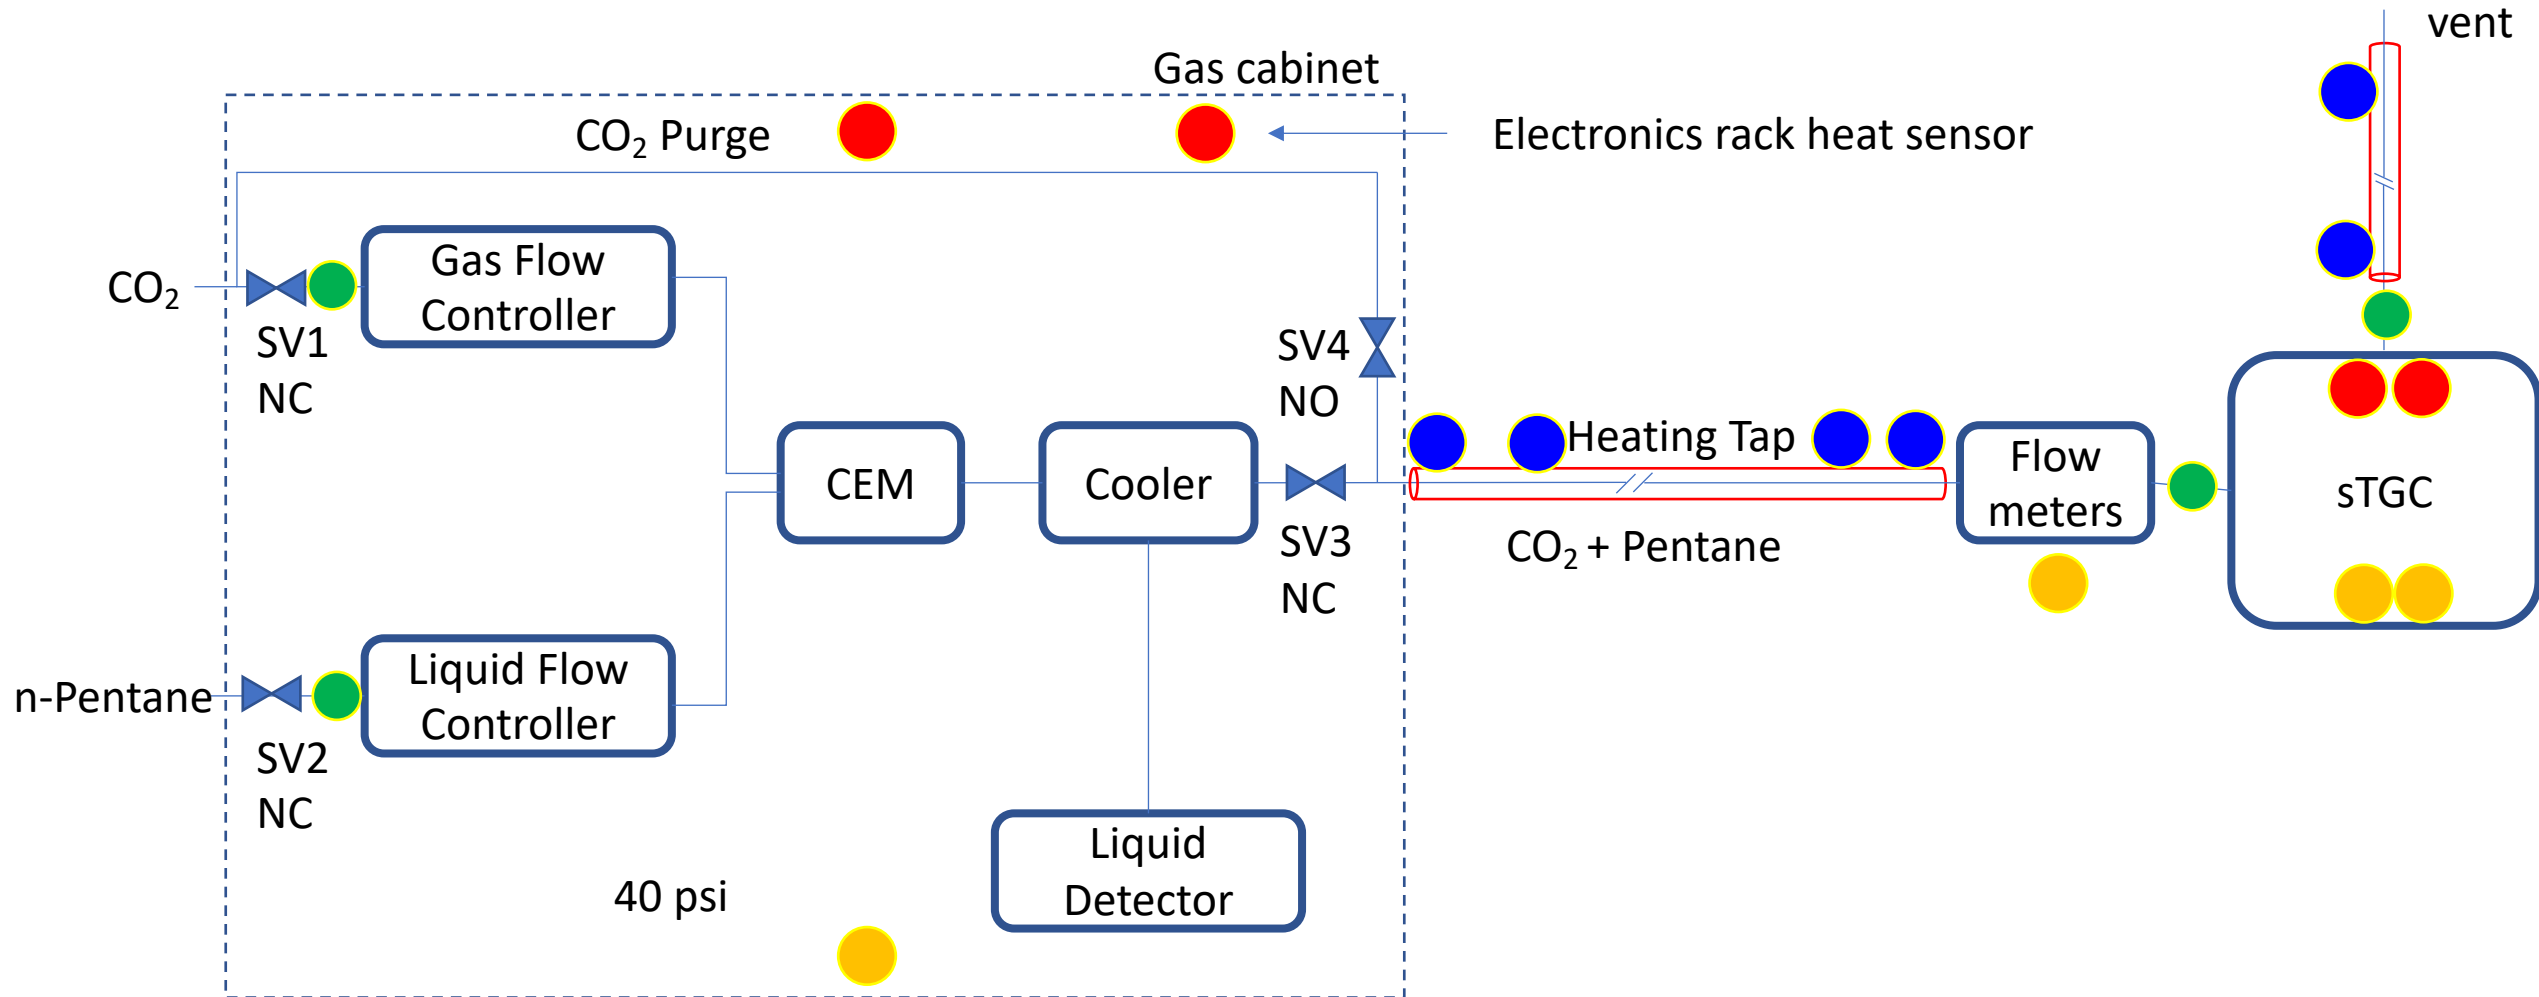 vent
Gas cabinet
CO₂ Purge
Electronics rack heat sensor
Gas Flow
Controller
CO₂
SV1
NC
SV4
NO
CEM
Cooler
Heating Tap
Flow
meters
sTGC
SV3
NC
CO₂ + Pentane
Liquid Flow
Controller
n-Pentane
SV2
NC
Liquid
Detector
40 psi